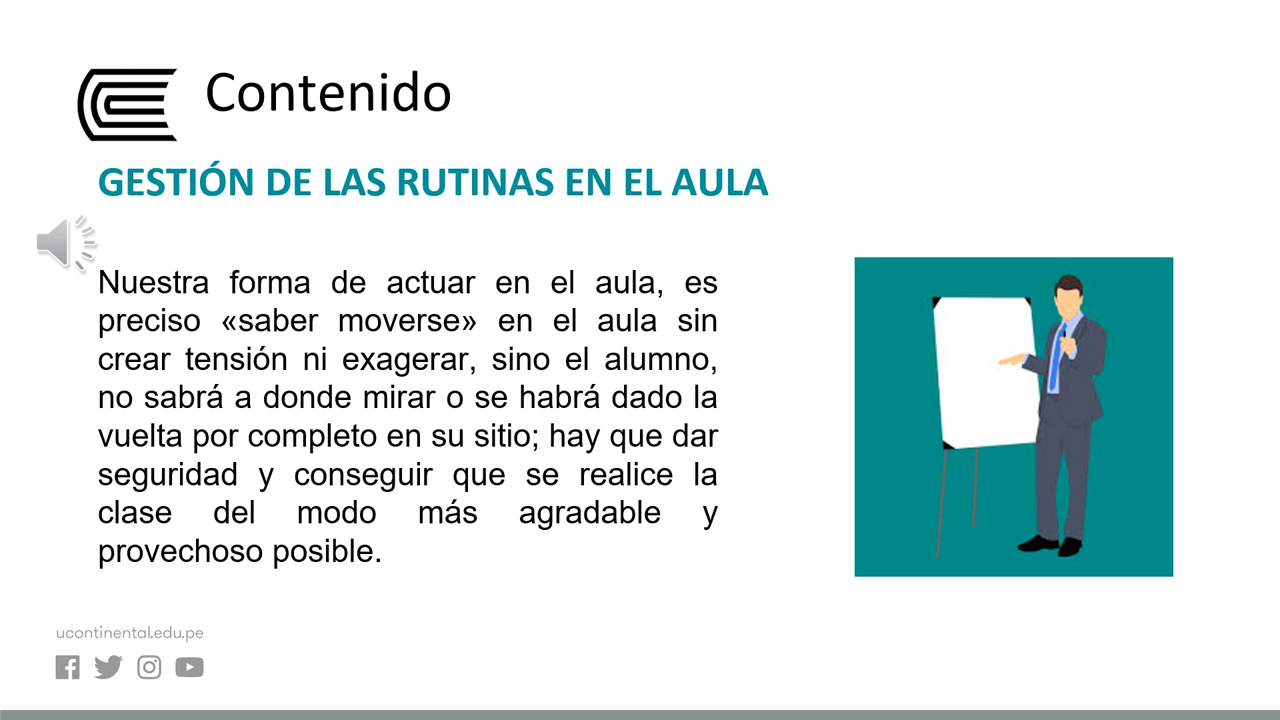 Contenido
GESTIÓN DE LAS RUTINAS EN EL AULA
Nuestra forma de actuar en el aula, es
preciso «saber moverse» en el aula sin
crear tensión ni exagerar, sino el alumno,
no sabrá a donde mirar o se habrá dado la
vuelta por completo en su sitio; hay que dar
seguridad y conseguir que se realice la
clase del modo más agradable y
provechoso posible.
ucontinental.edu.pe